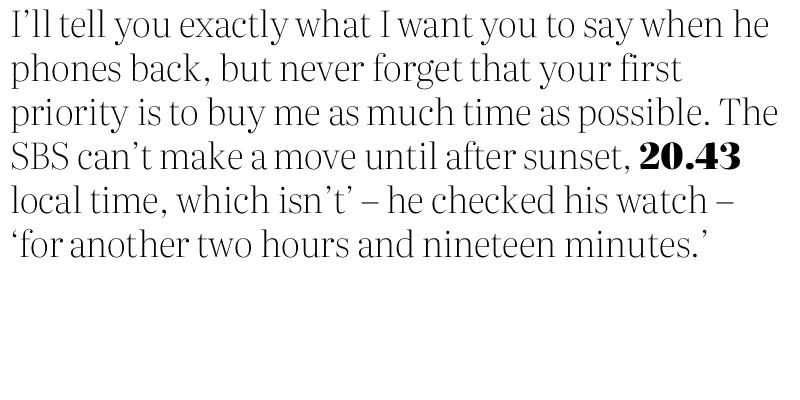 I’ll tell you exactly what I want you to say when he
phones back, but never forget that your first
priority is to buy me as much time as possible. The
SBS can’t make a move until after sunset, 20.43
local time, which isn’t’ – he checked his watch –
‘for another two hours and nineteen minutes.’